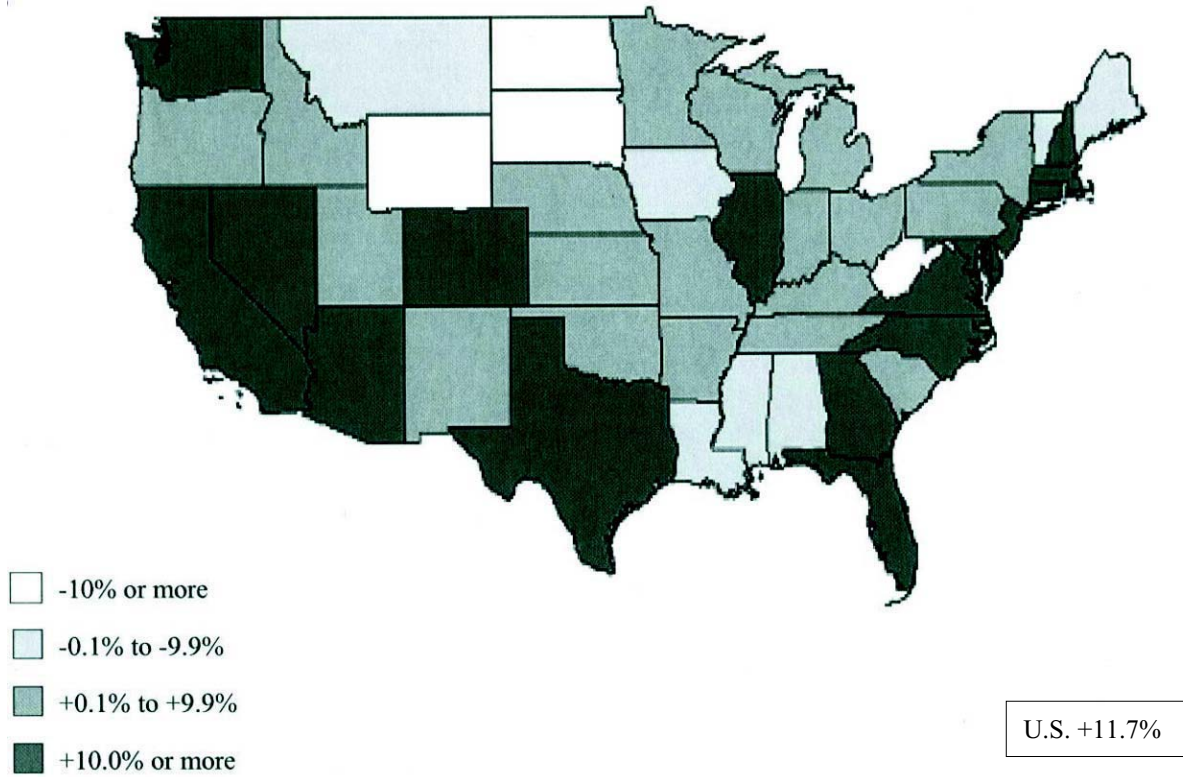 -10% or more
-0.1% to -9.9%
+0.1% to +9.9%
+10.0% or more
U.S. +11.7%